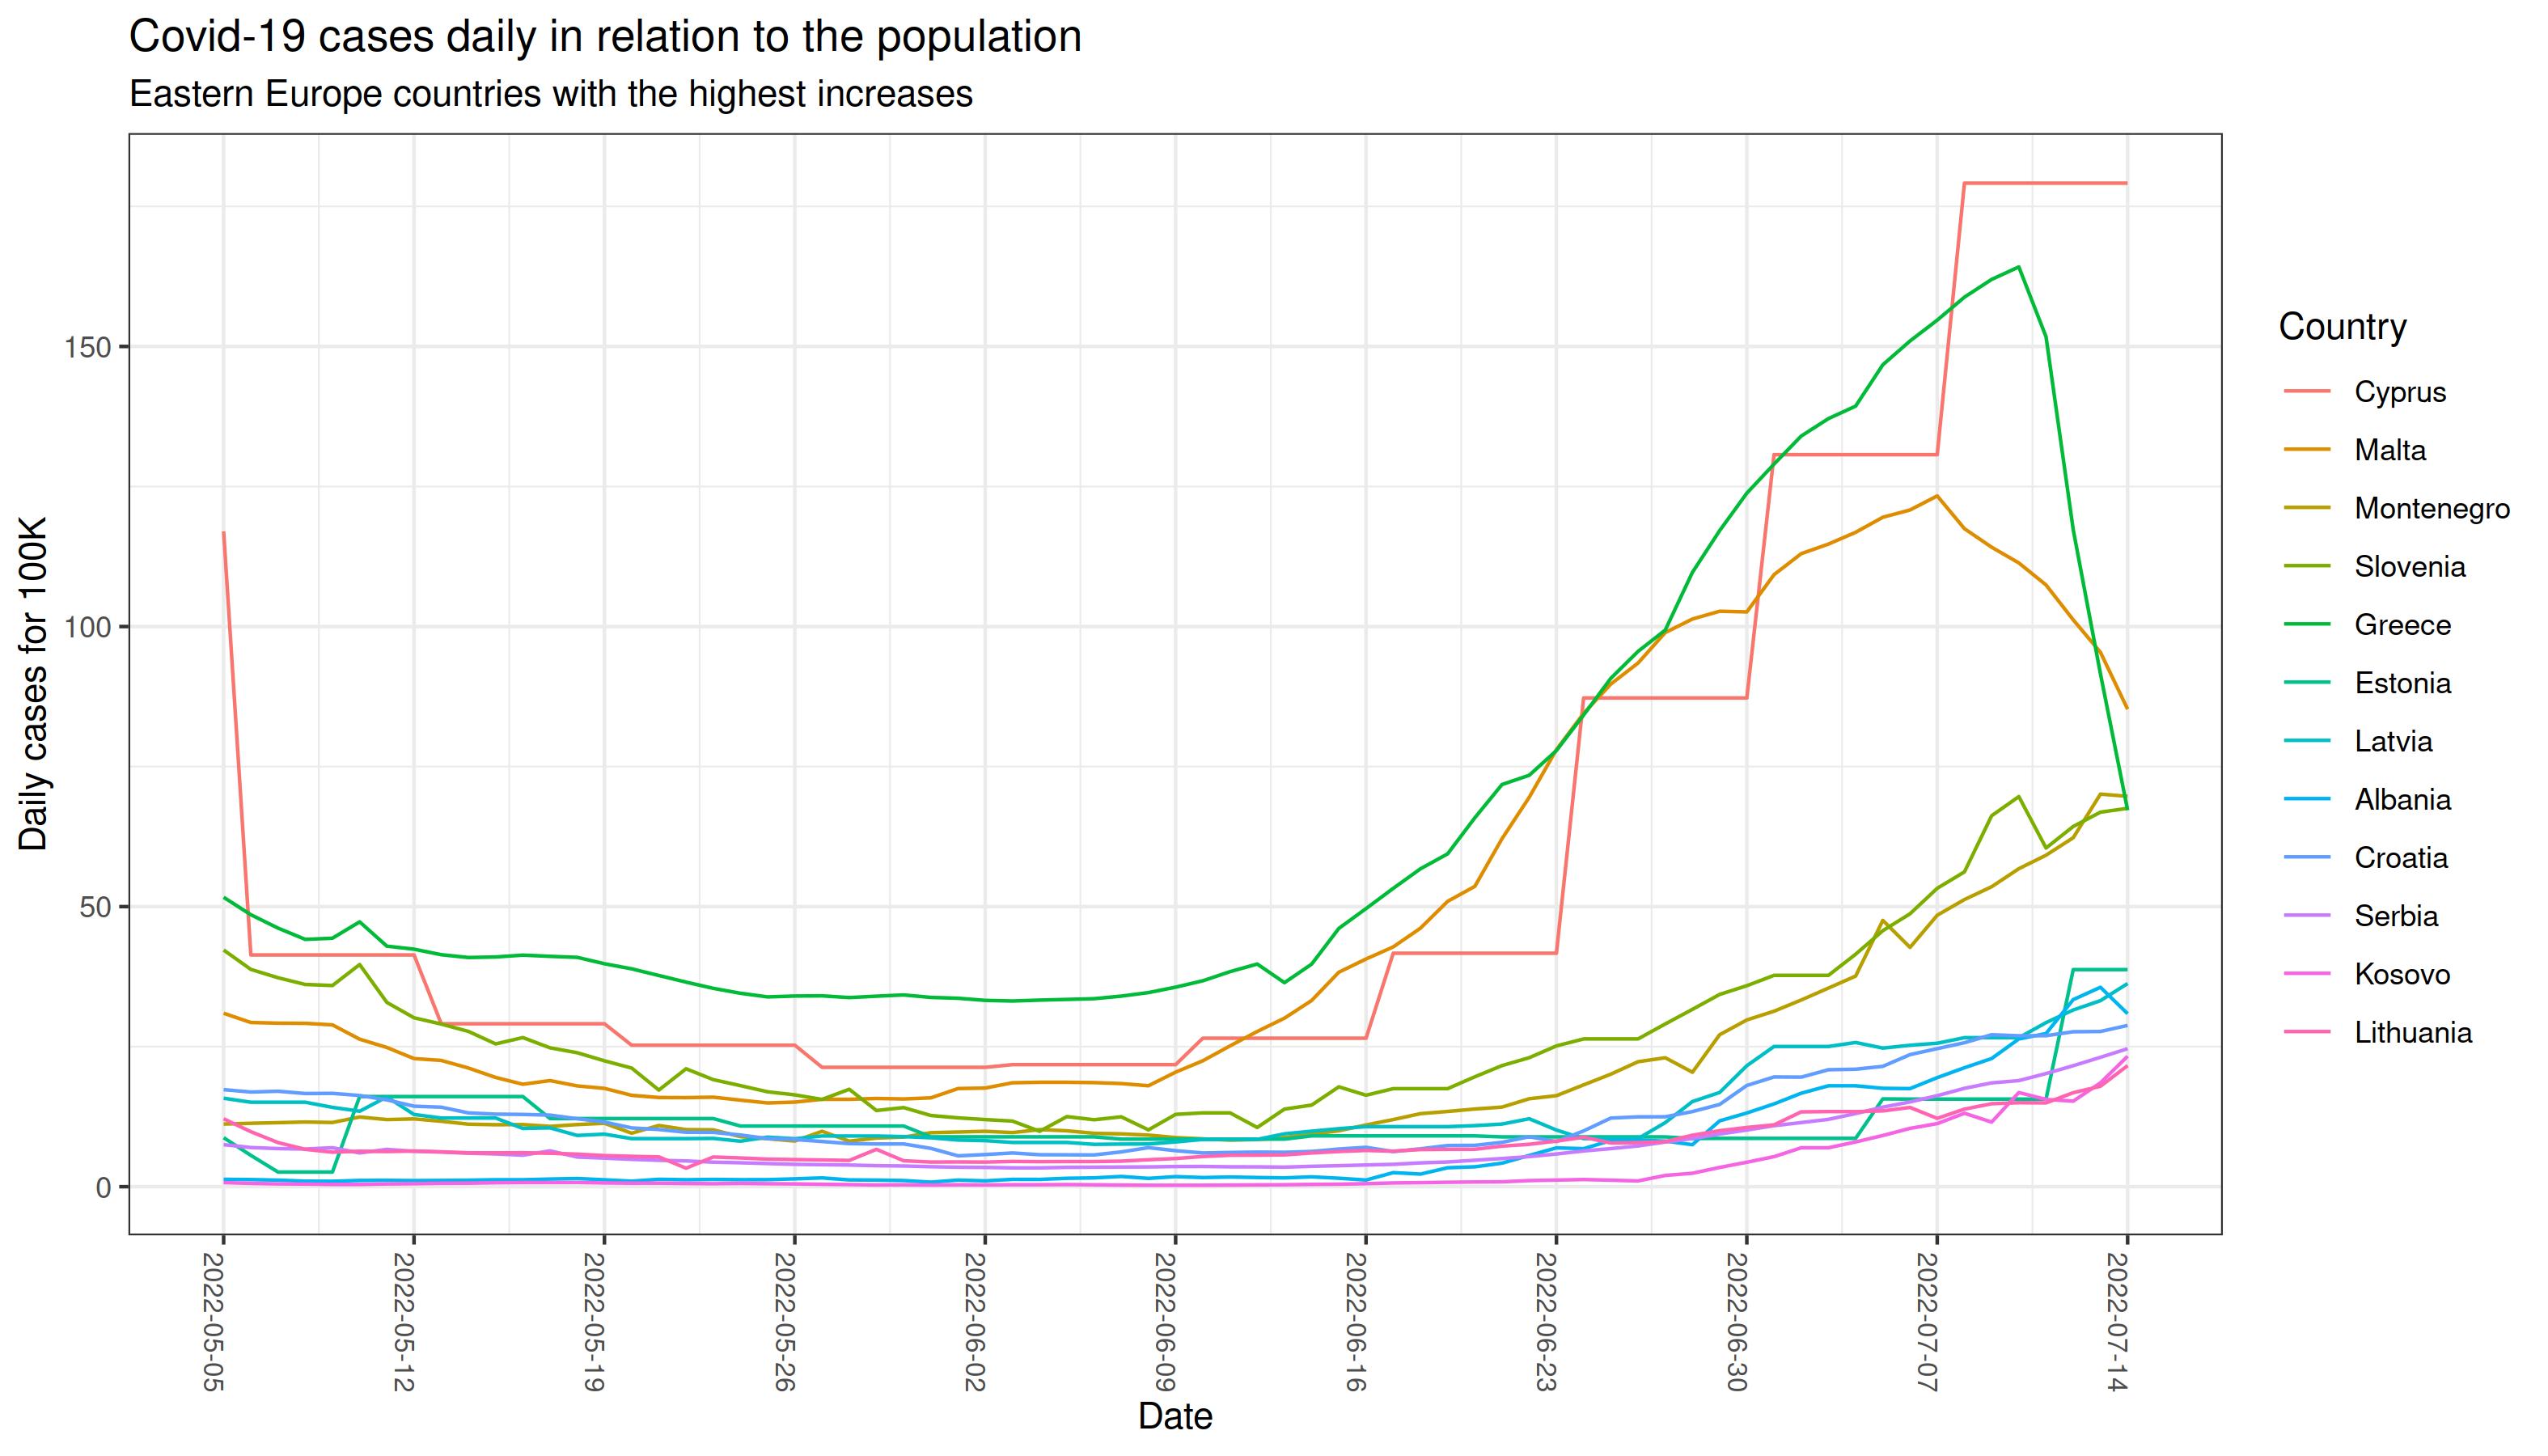 Covid-19 cases daily in relation to the population
Eastern Europe countries with the highest increases
Daily cases for 100K
150
100
50
0
2022-05-05
2022-05-12
2022-05-19
2022-05-26
2022-06-02
2022-06-09
2022-06-16
2022-06-23
2022-06-30
2022-07-07
2022-07-14
Date
Country
Cyprus
Malta
Montenegro
Slovenia
Greece
Estonia
Latvia
Albania
Croatia
Serbia
Kosovo
Lithuania